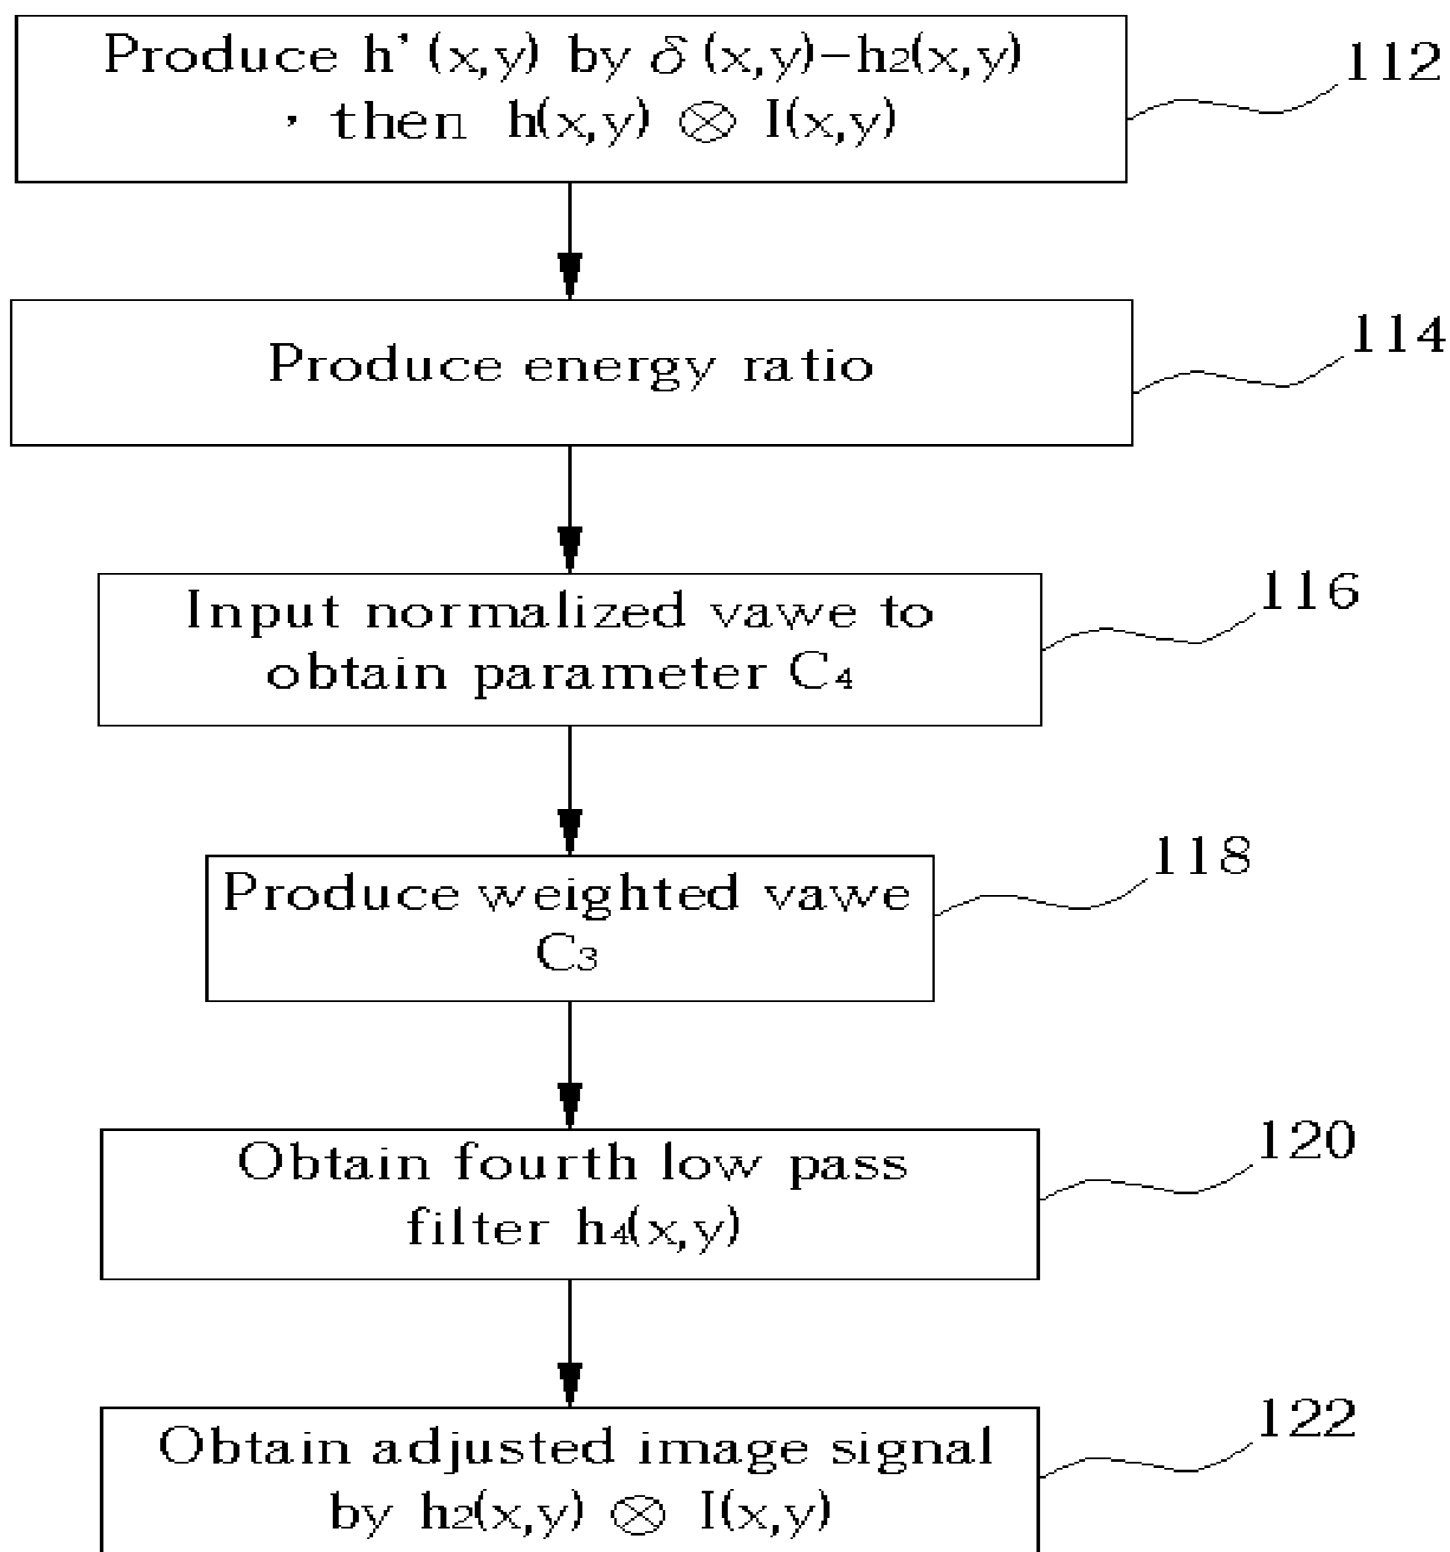 Produce h’(x,y) by δ(x,y)−h₂(x,y)
, then h(x,y) ⊗ I(x,y)
112
Produce energy ratio
114
Input normalized vawe to
obtain parameter C₄
116
Produce weighted vawe
C₃
118
Obtain fourth low pass
filter h₄(x,y)
120
Obtain adjusted image signal
by h₂(x,y) ⊗ I(x,y)
122